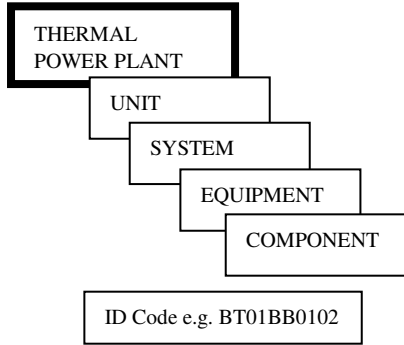 THERMAL
POWER PLANT
UNIT
SYSTEM
EQUIPMENT
COMPONENT
ID Code e.g. BT01BB0102